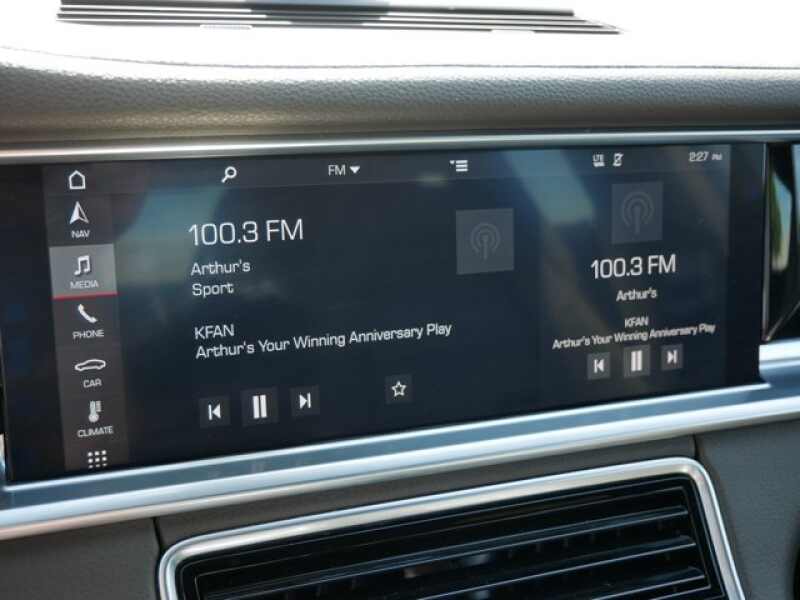 FM
LTE
2:27 PM
NAV
MEDIA
PHONE
CAR
CLIMATE
100.3 FM
Arthur's
Sport
KFAN
Arthur's Your Winning Anniversary Play
100.3 FM
Arthur's
KFAN
Arthur's Your Winning Anniversary Play